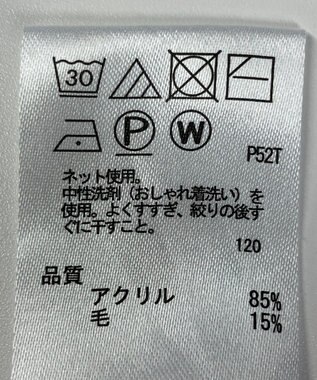 30
P W
P52T
ネット使用。
中性洗剤（おしゃれ着洗い）を
使用。よくすすぎ、絞りの後す
ぐに干すこと。
120
品質
アクリル 85%
毛 15%